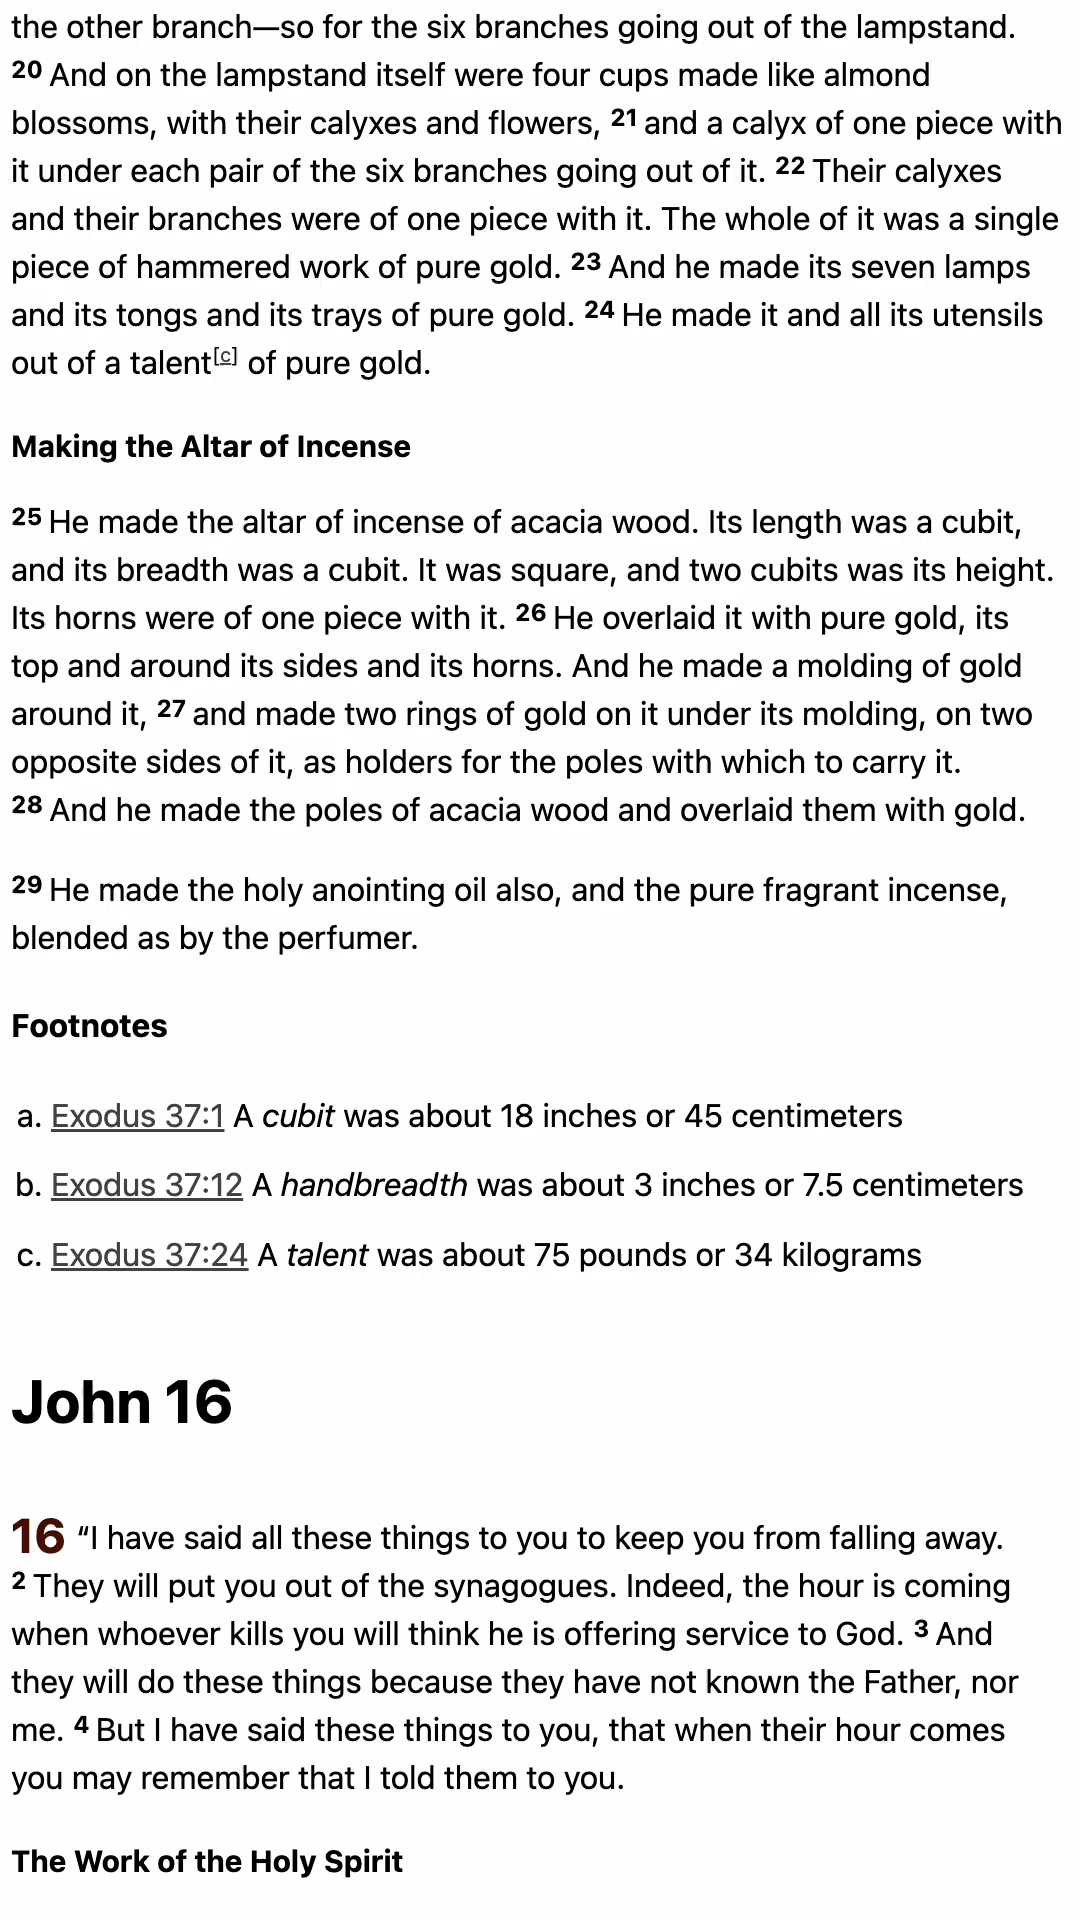 the other branch—so for the six branches going out of the lampstand.
20 And on the lampstand itself were four cups made like almond
blossoms, with their calyxes and flowers, 21 and a calyx of one piece with
it under each pair of the six branches going out of it. 22 Their calyxes
and their branches were of one piece with it. The whole of it was a single
piece of hammered work of pure gold. 23 And he made its seven lamps
and its tongs and its trays of pure gold. 24 He made it and all its utensils
out of a talent[c] of pure gold.
Making the Altar of Incense
25 He made the altar of incense of acacia wood. Its length was a cubit,
and its breadth was a cubit. It was square, and two cubits was its height.
Its horns were of one piece with it. 26 He overlaid it with pure gold, its
top and around its sides and its horns. And he made a molding of gold
around it, 27 and made two rings of gold on it under its molding, on two
opposite sides of it, as holders for the poles with which to carry it.
28 And he made the poles of acacia wood and overlaid them with gold.
29 He made the holy anointing oil also, and the pure fragrant incense,
blended as by the perfumer.
Footnotes
a. Exodus 37:1 A cubit was about 18 inches or 45 centimeters
b. Exodus 37:12 A handbreadth was about 3 inches or 7.5 centimeters
c. Exodus 37:24 A talent was about 75 pounds or 34 kilograms
John 16
16 “I have said all these things to you to keep you from falling away.
2 They will put you out of the synagogues. Indeed, the hour is coming
when whoever kills you will think he is offering service to God. 3 And
they will do these things because they have not known the Father, nor
me. 4 But I have said these things to you, that when their hour comes
you may remember that I told them to you.
The Work of the Holy Spirit